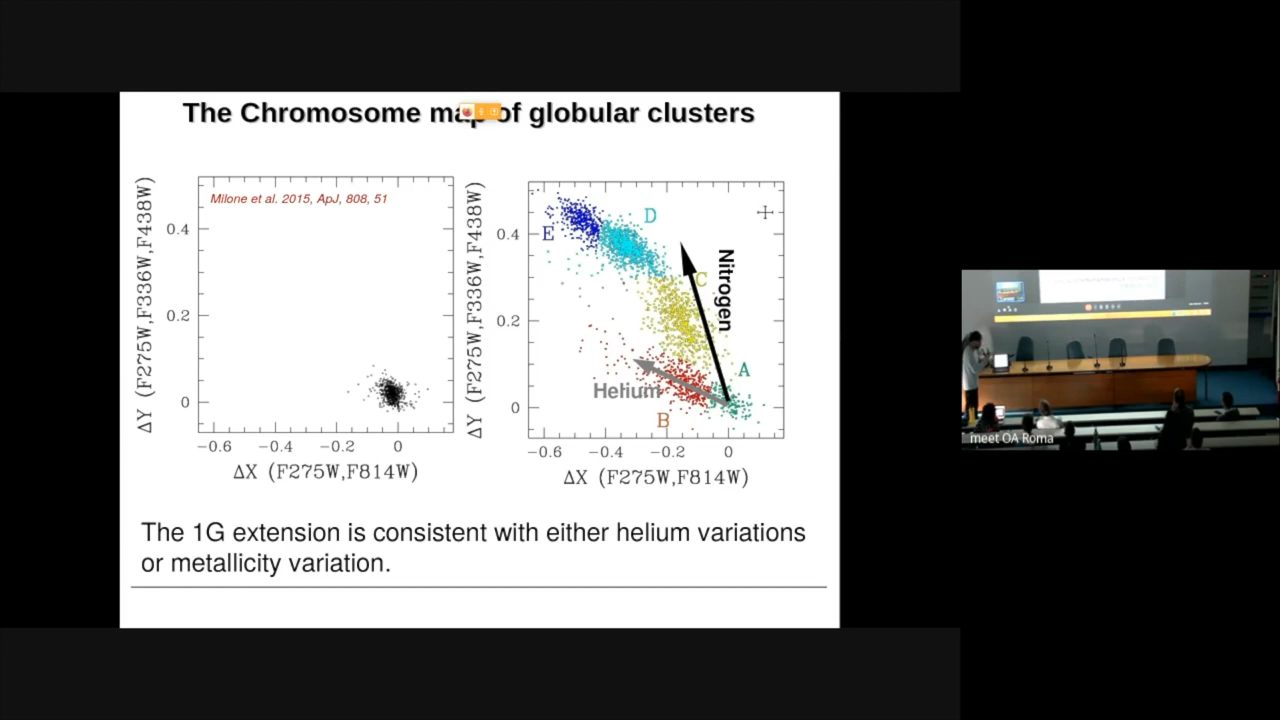 The Chromosome map of globular clusters
Milone et al. 2015, ApJ, 808, 51
ΔY (F275W,F336W,F438W)
0.4
0.2
0
−0.6 −0.4 −0.2 0
ΔX (F275W,F814W)
ΔY (F275W,F336W,F438W)
0.4
0.2
0
E
D
C
A
B
Nitrogen
Helium
−0.6 −0.4 −0.2 0
ΔX (F275W,F814W)
The 1G extension is consistent with either helium variations
or metallicity variation.
meet OA Roma